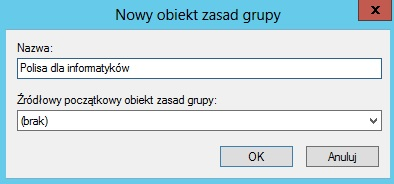 Nowy obiekt zasad grupy
x
Nazwa:
Polisa dla informatyków
Źródłowy początkowy obiekt zasad grupy:
(brak)
OK Anuluj